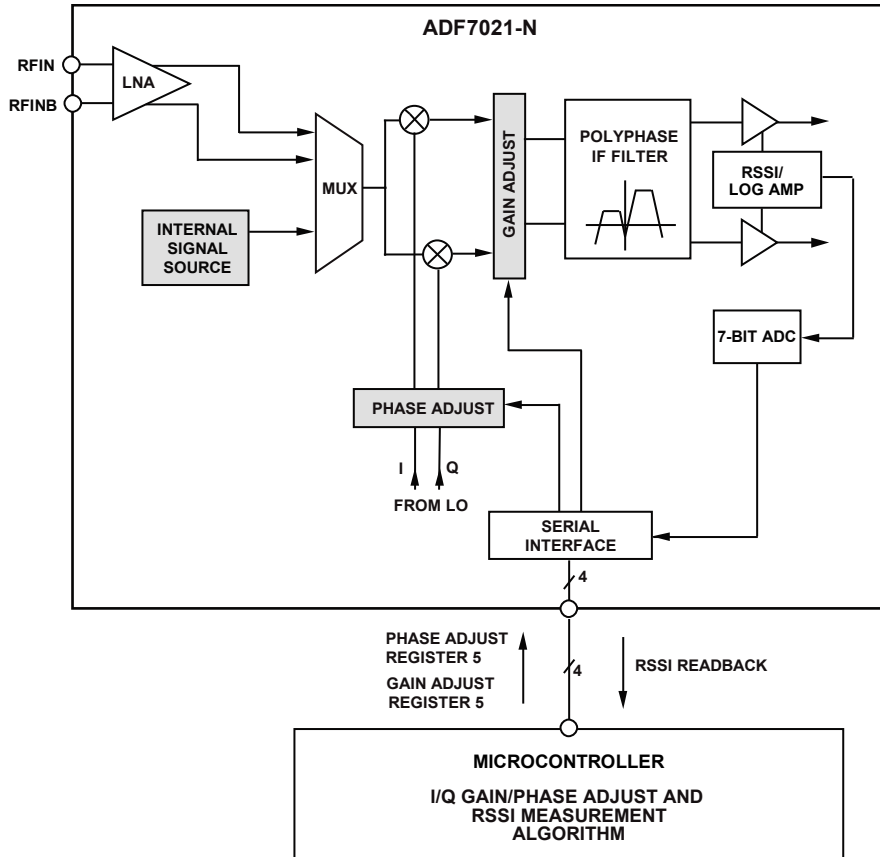 ADF7021-N
RFIN
RFINB
LNA
MUX
INTERNAL
SIGNAL
SOURCE
GAIN ADJUST
POLYPHASE
IF FILTER
RSSI/
LOG AMP
7-BIT ADC
PHASE ADJUST
I
Q
FROM LO
SERIAL
INTERFACE
4
PHASE ADJUST
REGISTER 5
GAIN ADJUST
REGISTER 5
4
RSSI READBACK
MICROCONTROLLER
I/Q GAIN/PHASE ADJUST AND
RSSI MEASUREMENT
ALGORITHM